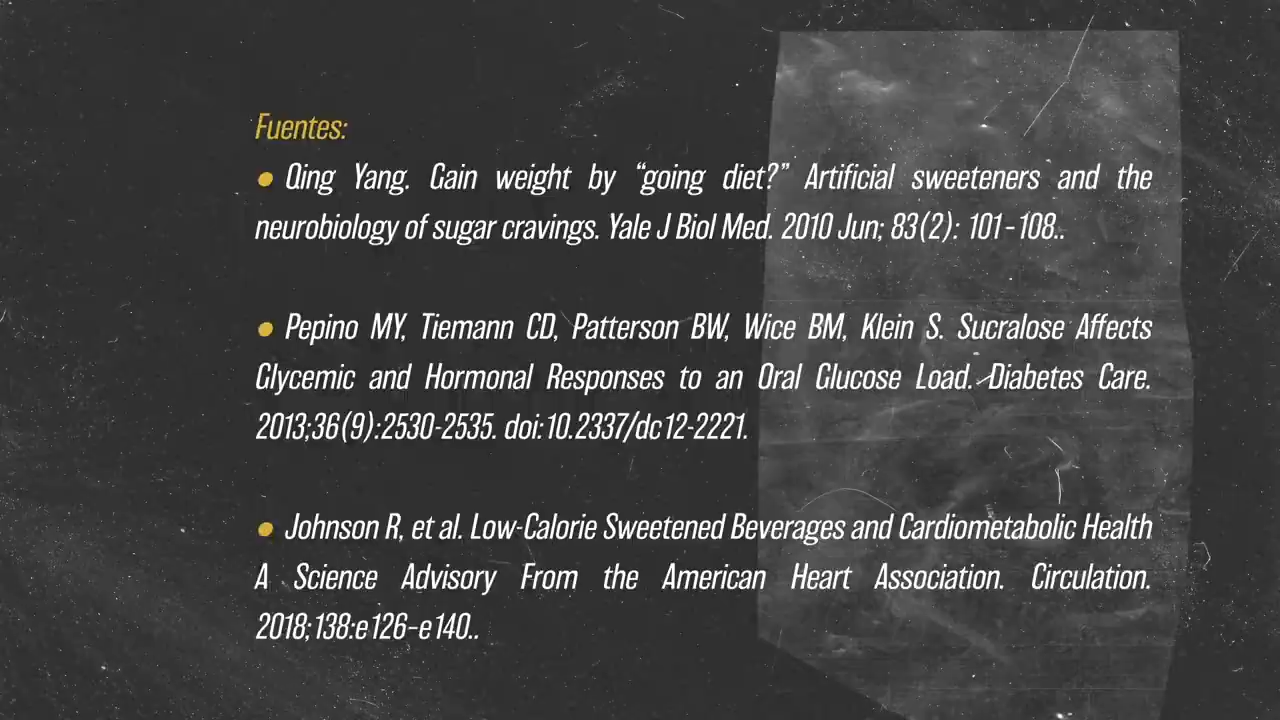 Fuentes:
• Qing Yang. Gain weight by “going diet?” Artificial sweeteners and the
neurobiology of sugar cravings. Yale J Biol Med. 2010 Jun; 83(2): 101–108..
• Pepino MY, Tiemann CD, Patterson BW, Wice BM, Klein S. Sucralose Affects
Glycemic and Hormonal Responses to an Oral Glucose Load. Diabetes Care.
2013;36(9):2530-2535. doi:10.2337/dc12-2221.
• Johnson R, et al. Low-Calorie Sweetened Beverages and Cardiometabolic Health
A Science Advisory From the American Heart Association. Circulation.
2018;138:e126–e140..